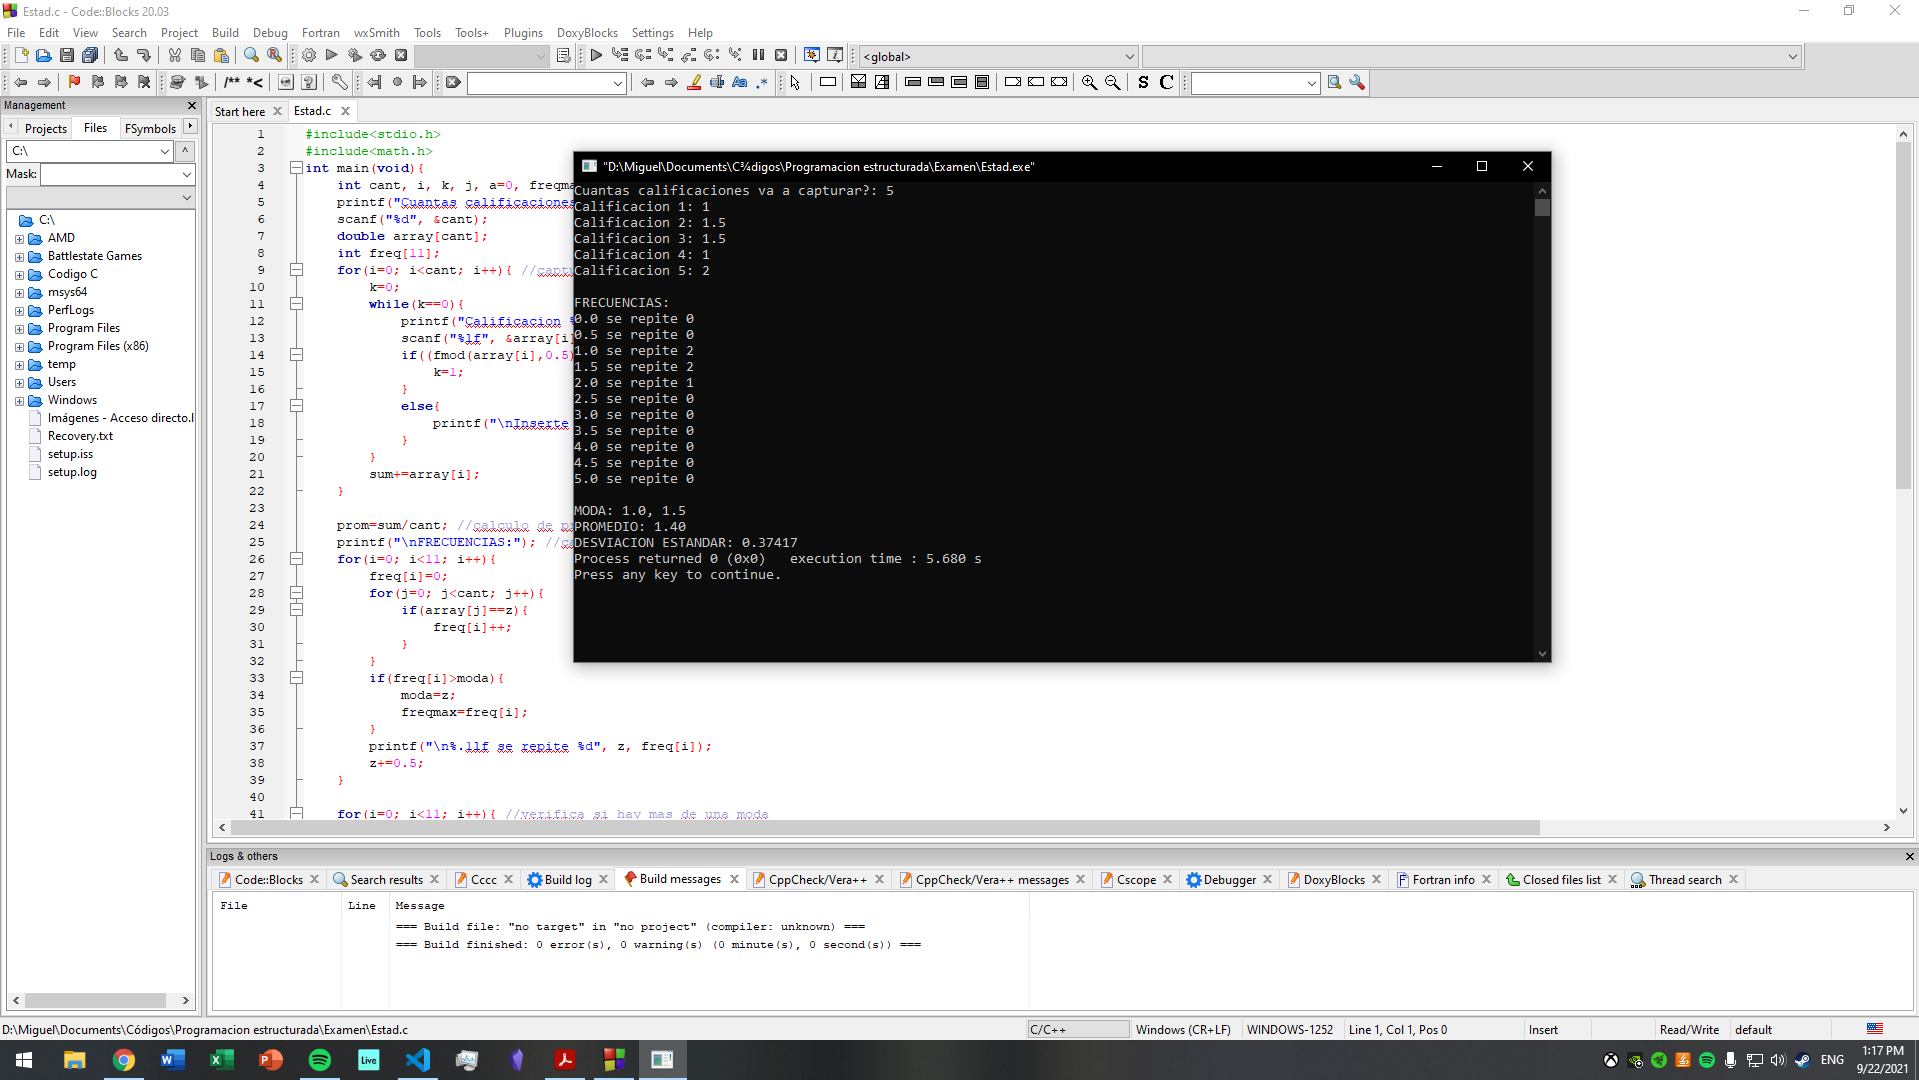 Estad.c - Code::Blocks 20.03
File Edit View Search Project Build Debug Fortran wxSmith Tools Tools+ Plugins DoxyBlocks Settings Help
<global>
/** *<
Aa .*
S C
Management
Projects Files FSymbols
C:\
Mask:
C:\
AMD
Battlestate Games
Codigo C
msys64
PerfLogs
Program Files
Program Files (x86)
temp
Users
Windows
Imágenes - Acceso directo.l
Recovery.txt
setup.iss
setup.log
Start here Estad.c
1 #include<stdio.h>
2 #include<math.h>
3 int main(void){
4 int cant, i, k, j, a=0, freqma
5 printf("Cuantas calificaciones
6 scanf("%d", &cant);
7 double array[cant];
8 int freq[11];
9 for(i=0; i<cant; i++){ //captu
10 k=0;
11 while(k==0){
12 printf("Calificacion %
13 scanf("%lf", &array[i]
14 if((fmod(array[i],0.5)
15 k=1;
16 }
17 else{
18 printf("\nInserte
19 }
20 }
21 sum+=array[i];
22 }
23
24 prom=sum/cant; //calculo de pr
25 printf("\nFRECUENCIAS:"); //ca
26 for(i=0; i<11; i++){
27 freq[i]=0;
28 for(j=0; j<cant; j++){
29 if(array[j]==z){
30 freq[i]++;
31 }
32 }
33 if(freq[i]>moda){
34 moda=z;
35 freqmax=freq[i];
36 }
37 printf("\n%.1lf se repite %d", z, freq[i]);
38 z+=0.5;
39 }
40
41 for(i=0; i<11; i++){ //verifica si hay mas de una moda
"D:\Miguel\Documents\C¾digos\Programacion estructurada\Examen\Estad.exe"
Cuantas calificaciones va a capturar?: 5
Calificacion 1: 1
Calificacion 2: 1.5
Calificacion 3: 1.5
Calificacion 4: 1
Calificacion 5: 2
FRECUENCIAS:
0.0 se repite 0
0.5 se repite 0
1.0 se repite 2
1.5 se repite 2
2.0 se repite 1
2.5 se repite 0
3.0 se repite 0
3.5 se repite 0
4.0 se repite 0
4.5 se repite 0
5.0 se repite 0
MODA: 1.0, 1.5
PROMEDIO: 1.40
DESVIACION ESTANDAR: 0.37417
Process returned 0 (0x0) execution time : 5.680 s
Press any key to continue.
Logs & others
Code::Blocks Search results Cccc Build log Build messages CppCheck/Vera++ CppCheck/Vera++ messages Cscope Debugger DoxyBlocks Fortran info Closed files list Thread search
File Line Message
=== Build file: "no target" in "no project" (compiler: unknown) ===
=== Build finished: 0 error(s), 0 warning(s) (0 minute(s), 0 second(s)) ===
D:\Miguel\Documents\Códigos\Programacion estructurada\Examen\Estad.c C/C++ Windows (CR+LF) WINDOWS-1252 Line 1, Col 1, Pos 0 Insert Read/Write default
Live
ENG
1:17 PM
9/22/2021